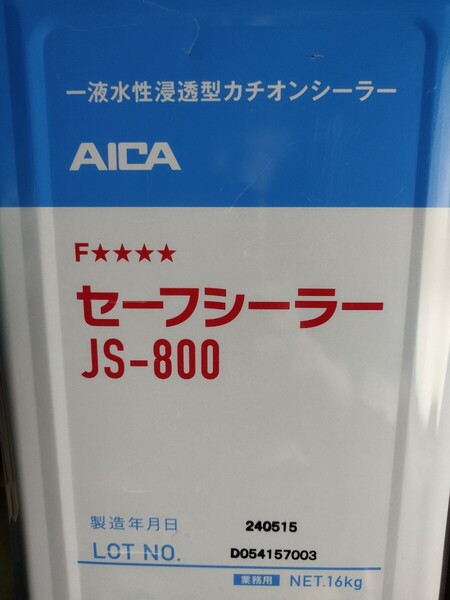 一液水性浸透型カチオンシーラー
AICA
F★★★★
セーフシーラー
JS-800
製造年月日 240515
LOT NO. D054157003
業務用 NET.16kg